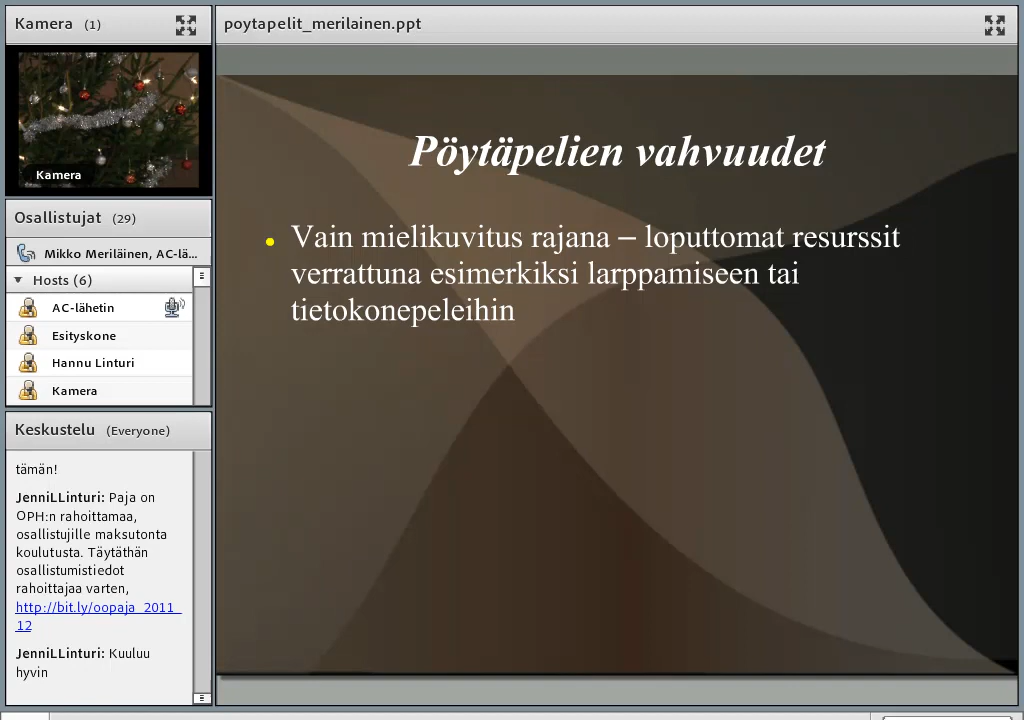 Kamera (1)
Kamera
Osallistujat (29)
Mikko Meriläinen, AC-lä...
Hosts (6)
AC-lähetin
Esityskone
Hannu Linturi
Kamera
Keskustelu (Everyone)
tämän!
JenniLLinturi: Paja on
OPH:n rahoittamaa,
osallistujille maksutonta
koulutusta. Täytäthän
osallistumistiedot
rahoittajaa varten,
http://bit.ly/oopaja_2011_
12
JenniLLinturi: Kuuluu
hyvin
poytapelit_merilainen.ppt
Pöytäpelien vahvuudet
Vain mielikuvitus rajana – loputtomat resurssit
verrattuna esimerkiksi larppamiseen tai
tietokonepeleihin